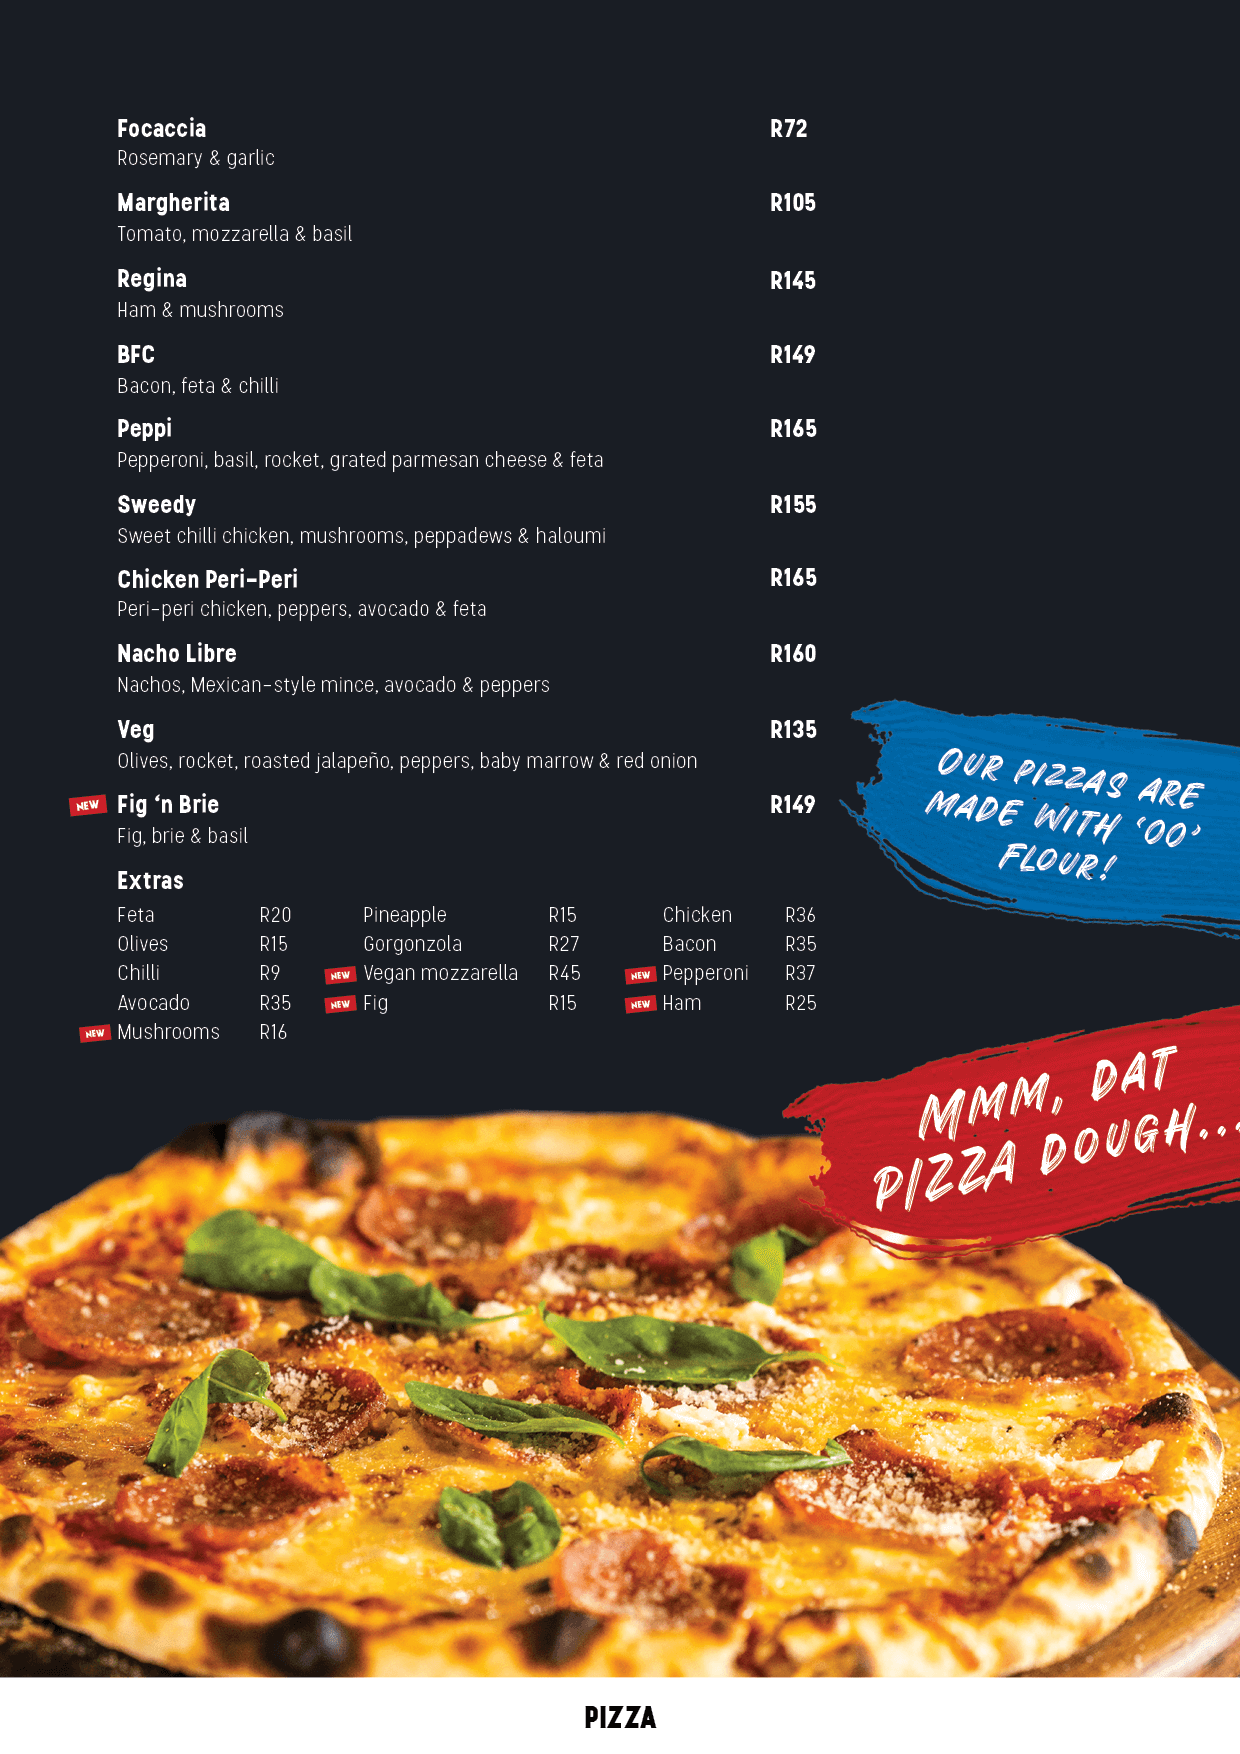 Focaccia R72
Rosemary & garlic
Margherita R105
Tomato, mozzarella & basil
Regina R145
Ham & mushrooms
BFC R149
Bacon, feta & chilli
Peppi R165
Pepperoni, basil, rocket, grated parmesan cheese & feta
Sweedy R155
Sweet chilli chicken, mushrooms, peppadews & haloumi
Chicken Peri-Peri R165
Peri-peri chicken, peppers, avocado & feta
Nacho Libre R160
Nachos, Mexican-style mince, avocado & peppers
Veg R135
Olives, rocket, roasted jalapeño, peppers, baby marrow & red onion
NEW Fig ‘n Brie R149
Fig, brie & basil
Extras
Feta R20 Pineapple R15 Chicken R36
Olives R15 Gorgonzola R27 Bacon R35
Chilli R9 NEW Vegan mozzarella R45 NEW Pepperoni R37
Avocado R35 NEW Fig R15 NEW Ham R25
NEW Mushrooms R16
OUR PIZZAS ARE
MADE WITH ‘00’
FLOUR!
MMM, DAT
PIZZA DOUGH...
PIZZA